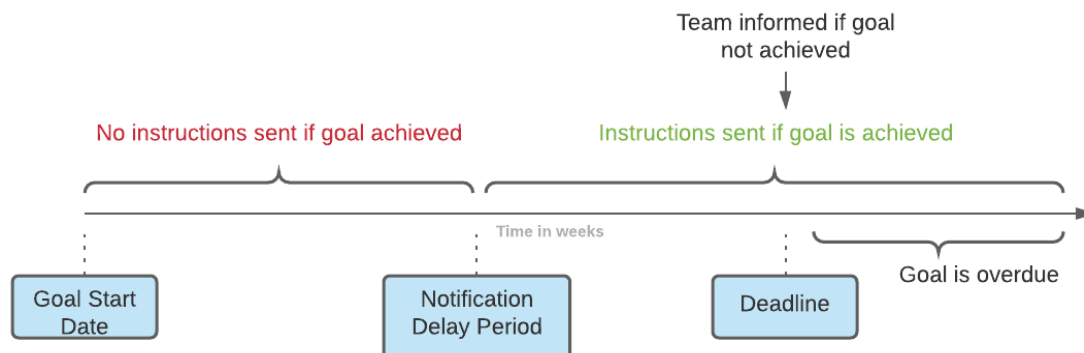 Team informed if goal
not achieved
No instructions sent if goal achieved
Instructions sent if goal is achieved
Time in weeks
Goal is overdue
Goal Start
Date
Notification
Delay Period
Deadline